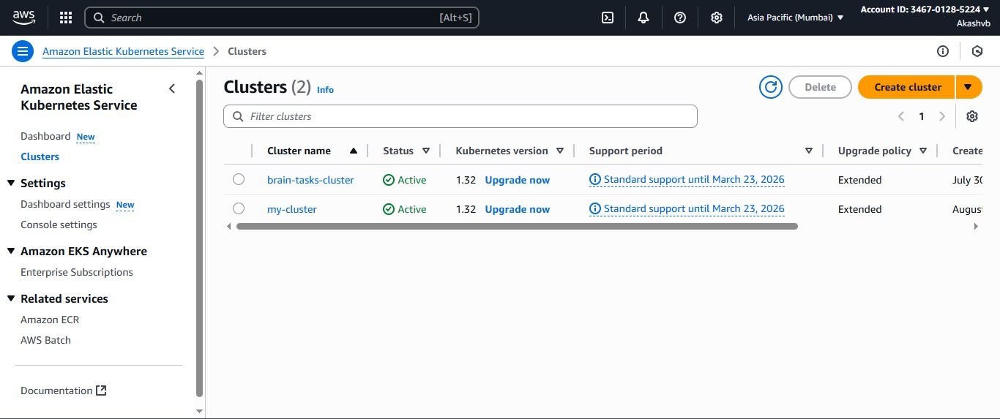 aws
Search [Alt+S]
Asia Pacific (Mumbai)
Account ID: 3467-0128-5224
Akashvb
Amazon Elastic Kubernetes Service > Clusters
Amazon Elastic
Kubernetes Service
Dashboard New
Clusters
Settings
Dashboard settings New
Console settings
Amazon EKS Anywhere
Enterprise Subscriptions
Related services
Amazon ECR
AWS Batch
Documentation
Clusters (2) Info
Delete
Create cluster
Filter clusters
1
Cluster name Status Kubernetes version Support period Upgrade policy Create
brain-tasks-cluster Active 1.32 Upgrade now Standard support until March 23, 2026 Extended July 30
my-cluster Active 1.32 Upgrade now Standard support until March 23, 2026 Extended Augus